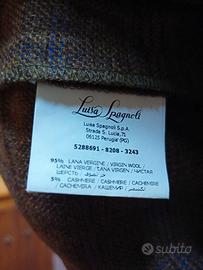 Luisa Spagnoli
Luisa Spagnoli S.p.A.
Strada S. Lucia, 71
06125 Perugia (PG)
5288691 - 8208 - 3243
95% LANA VERGINE / VIRGIN WOOL /
LAINE VIERGE / LANA VIRGEN / ЧИСТАЯ
ШЕРСТЬ /
5% CASHMERE / CASHMERE / CACHEMIRE /
CACHEMIRA / КАШЕМИР /
subito